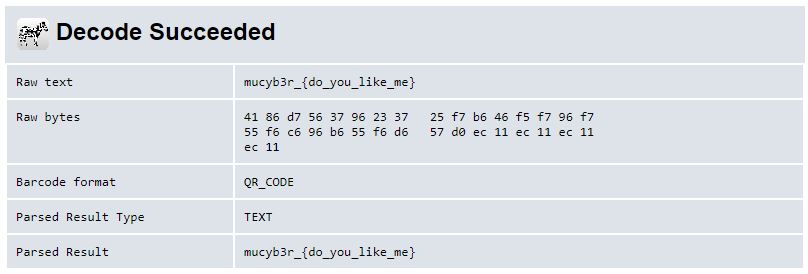 Decode Succeeded
Raw text mucyb3r_{do_you_like_me}
Raw bytes 41 86 d7 56 37 96 23 37 25 f7 b6 46 f5 f7 96 f7
55 f6 c6 96 b6 55 f6 d6 57 d0 ec 11 ec 11 ec 11
ec 11
Barcode format QR_CODE
Parsed Result Type TEXT
Parsed Result mucyb3r_{do_you_like_me}